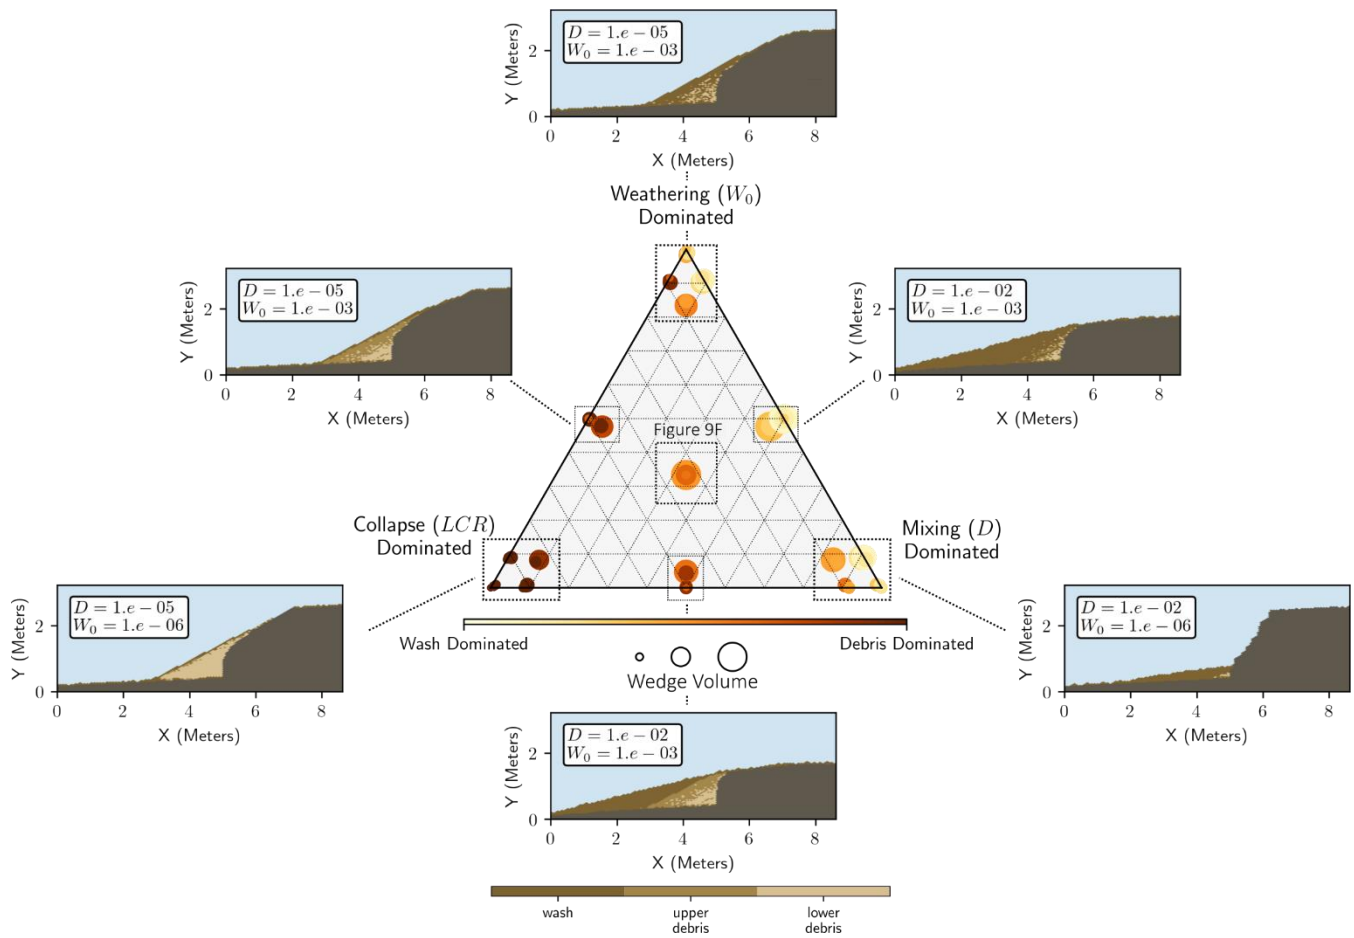 D = 1.e − 05
W₀ = 1.e − 03
Y (Meters)
2
0
0 2 4 6 8
X (Meters)
Weathering (W₀)
Dominated
D = 1.e − 05
W₀ = 1.e − 03
Y (Meters)
2
0
0 2 4 6 8
X (Meters)
D = 1.e − 02
W₀ = 1.e − 03
Y (Meters)
2
0
0 2 4 6 8
X (Meters)
Figure 9F
Collapse (LCR)
Dominated
Mixing (D)
Dominated
D = 1.e − 05
W₀ = 1.e − 06
Y (Meters)
2
0
0 2 4 6 8
X (Meters)
Wash Dominated
Debris Dominated
Wedge Volume
D = 1.e − 02
W₀ = 1.e − 06
Y (Meters)
2
0
0 2 4 6 8
X (Meters)
D = 1.e − 02
W₀ = 1.e − 03
Y (Meters)
2
0
0 2 4 6 8
X (Meters)
wash
upper
debris
lower
debris